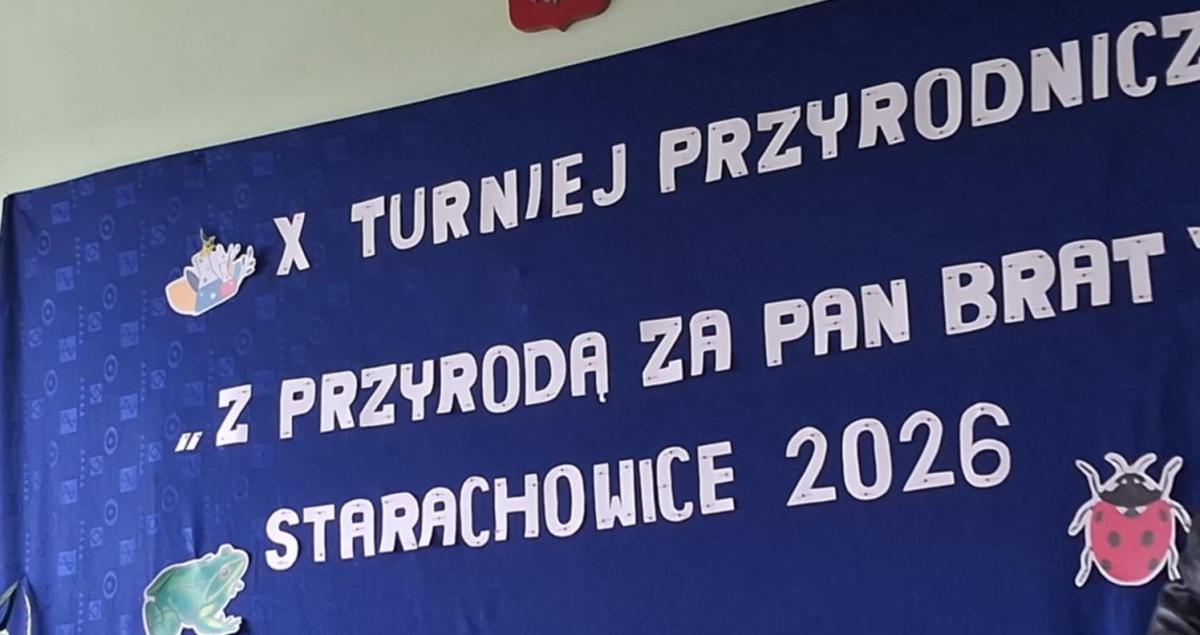 X TURNIEJ PRZYRODNICZ
„Z PRZYRODĄ ZA PAN BRAT"
STARACHOWICE 2026